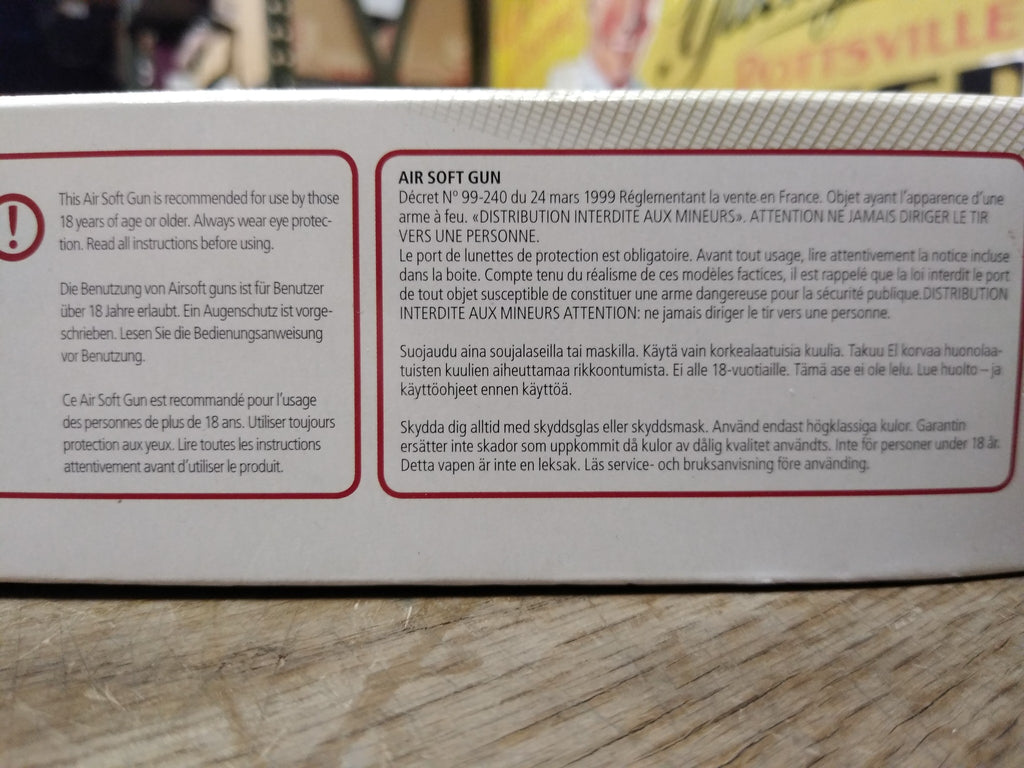 POTTSVILLE
!
This Air Soft Gun is recommended for use by those
18 years of age or older. Always wear eye protec-
tion. Read all instructions before using.
Die Benutzung von Airsoft guns ist für Benutzer
über 18 Jahre erlaubt. Ein Augenschutz ist vorge-
schrieben. Lesen Sie die Bedienungsanweisung
vor Benutzung.
Ce Air Soft Gun est recommandé pour l'usage
des personnes de plus de 18 ans. Utiliser toujours
protection aux yeux. Lire toutes les instructions
attentivement avant d'utiliser le produit.
AIR SOFT GUN
Décret Nº 99-240 du 24 mars 1999 Réglementant la vente en France. Objet ayant l'apparence d'une
arme à feu. «DISTRIBUTION INTERDITE AUX MINEURS». ATTENTION NE JAMAIS DIRIGER LE TIR
VERS UNE PERSONNE.
Le port de lunettes de protection est obligatoire. Avant tout usage, lire attentivement la notice incluse
dans la boite. Compte tenu du réalisme de ces modèles factices, il est rappelé que la loi interdit le port
de tout objet susceptible de constituer une arme dangereuse pour la sécurité publique.DISTRIBUTION
INTERDITE AUX MINEURS ATTENTION: ne jamais diriger le tir vers une personne.
Suojaudu aina soujalaseilla tai maskilla. Käytä vain korkealaatuisia kuulia. Takuu EI korvaa huonolaa-
tuisten kuulien aiheuttamaa rikkoontumista. Ei alle 18-vuotiaille. Tämä ase ei ole lelu. Lue huolto – ja
käyttöohjeet ennen käyttöä.
Skydda dig alltid med skyddsglas eller skyddsmask. Använd endast högklassiga kulor. Garantin
ersätter inte skador som uppkommit då kulor av dålig kvalitet användts. Inte för personer under 18 år.
Detta vapen är inte en leksak. Läs service- och bruksanvisning före använding.